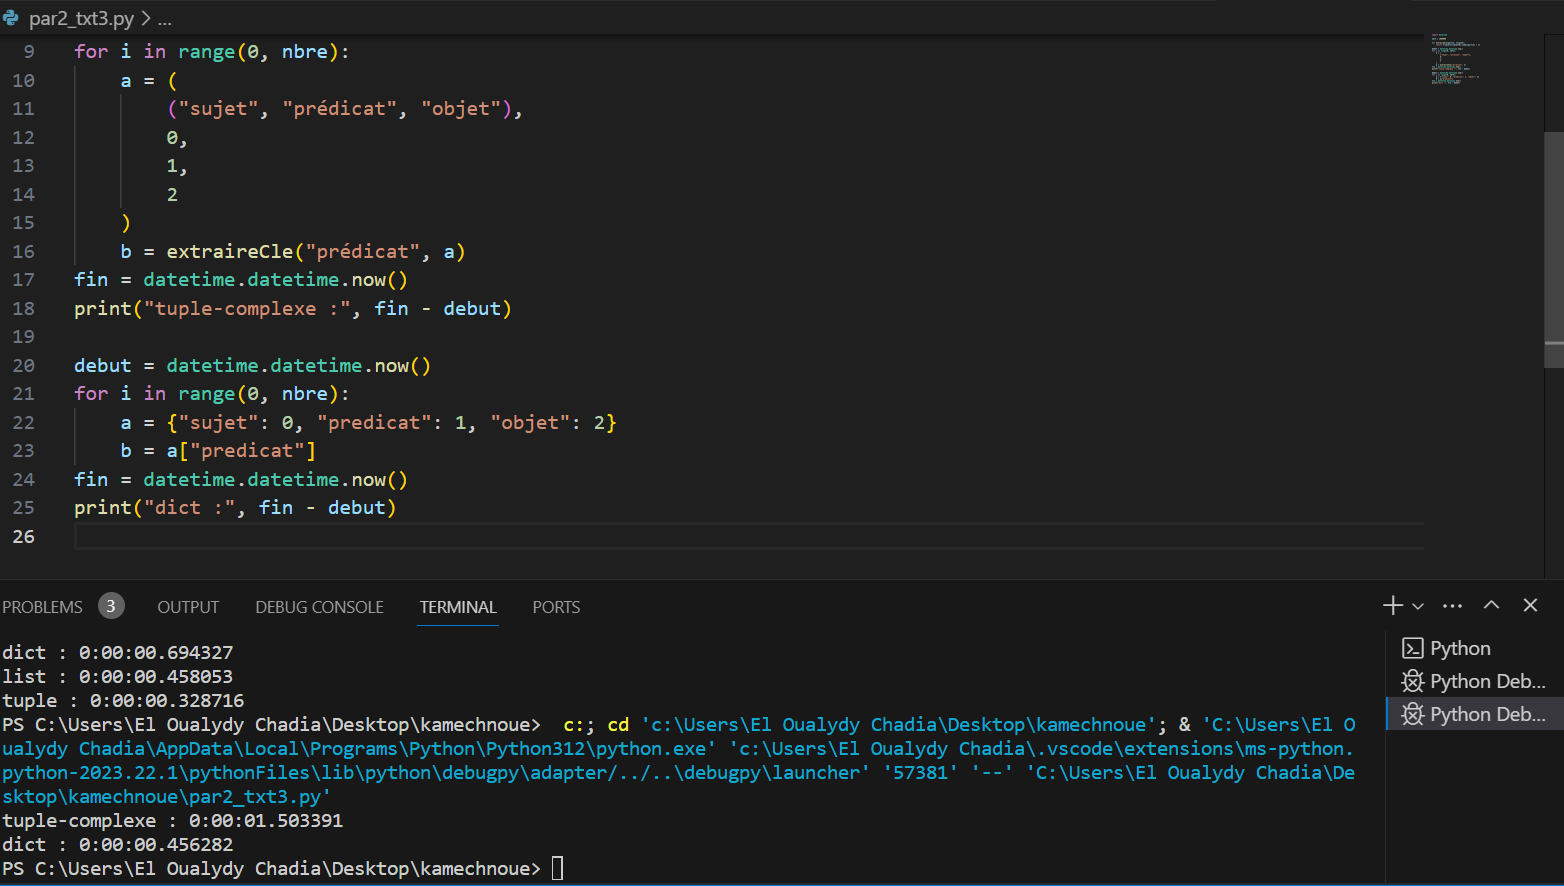 par2_txt3.py > ...
9 for i in range(0, nbre):
10 a = (
11 ("sujet", "prédicat", "objet"),
12 0,
13 1,
14 2
15 )
16 b = extraireCle("prédicat", a)
17 fin = datetime.datetime.now()
18 print("tuple-complexe :", fin - debut)
19
20 debut = datetime.datetime.now()
21 for i in range(0, nbre):
22 a = {"sujet": 0, "predicat": 1, "objet": 2}
23 b = a["predicat"]
24 fin = datetime.datetime.now()
25 print("dict :", fin - debut)
26
PROBLEMS 3 OUTPUT DEBUG CONSOLE TERMINAL PORTS
dict : 0:00:00.694327
list : 0:00:00.458053
tuple : 0:00:00.328716
PS C:\Users\El Oualydy Chadia\Desktop\kamechnoue> c:; cd 'c:\Users\El Oualydy Chadia\Desktop\kamechnoue'; & 'C:\Users\El O
ualydy Chadia\AppData\Local\Programs\Python\Python312\python.exe' 'c:\Users\El Oualydy Chadia\.vscode\extensions\ms-python.
python-2023.22.1\pythonFiles\lib\python\debugpy\adapter/../..\debugpy\launcher' '57381' '--' 'C:\Users\El Oualydy Chadia\De
sktop\kamechnoue\par2_txt3.py'
tuple-complexe : 0:00:01.503391
dict : 0:00:00.456282
PS C:\Users\El Oualydy Chadia\Desktop\kamechnoue>
Python
Python Deb...
Python Deb...